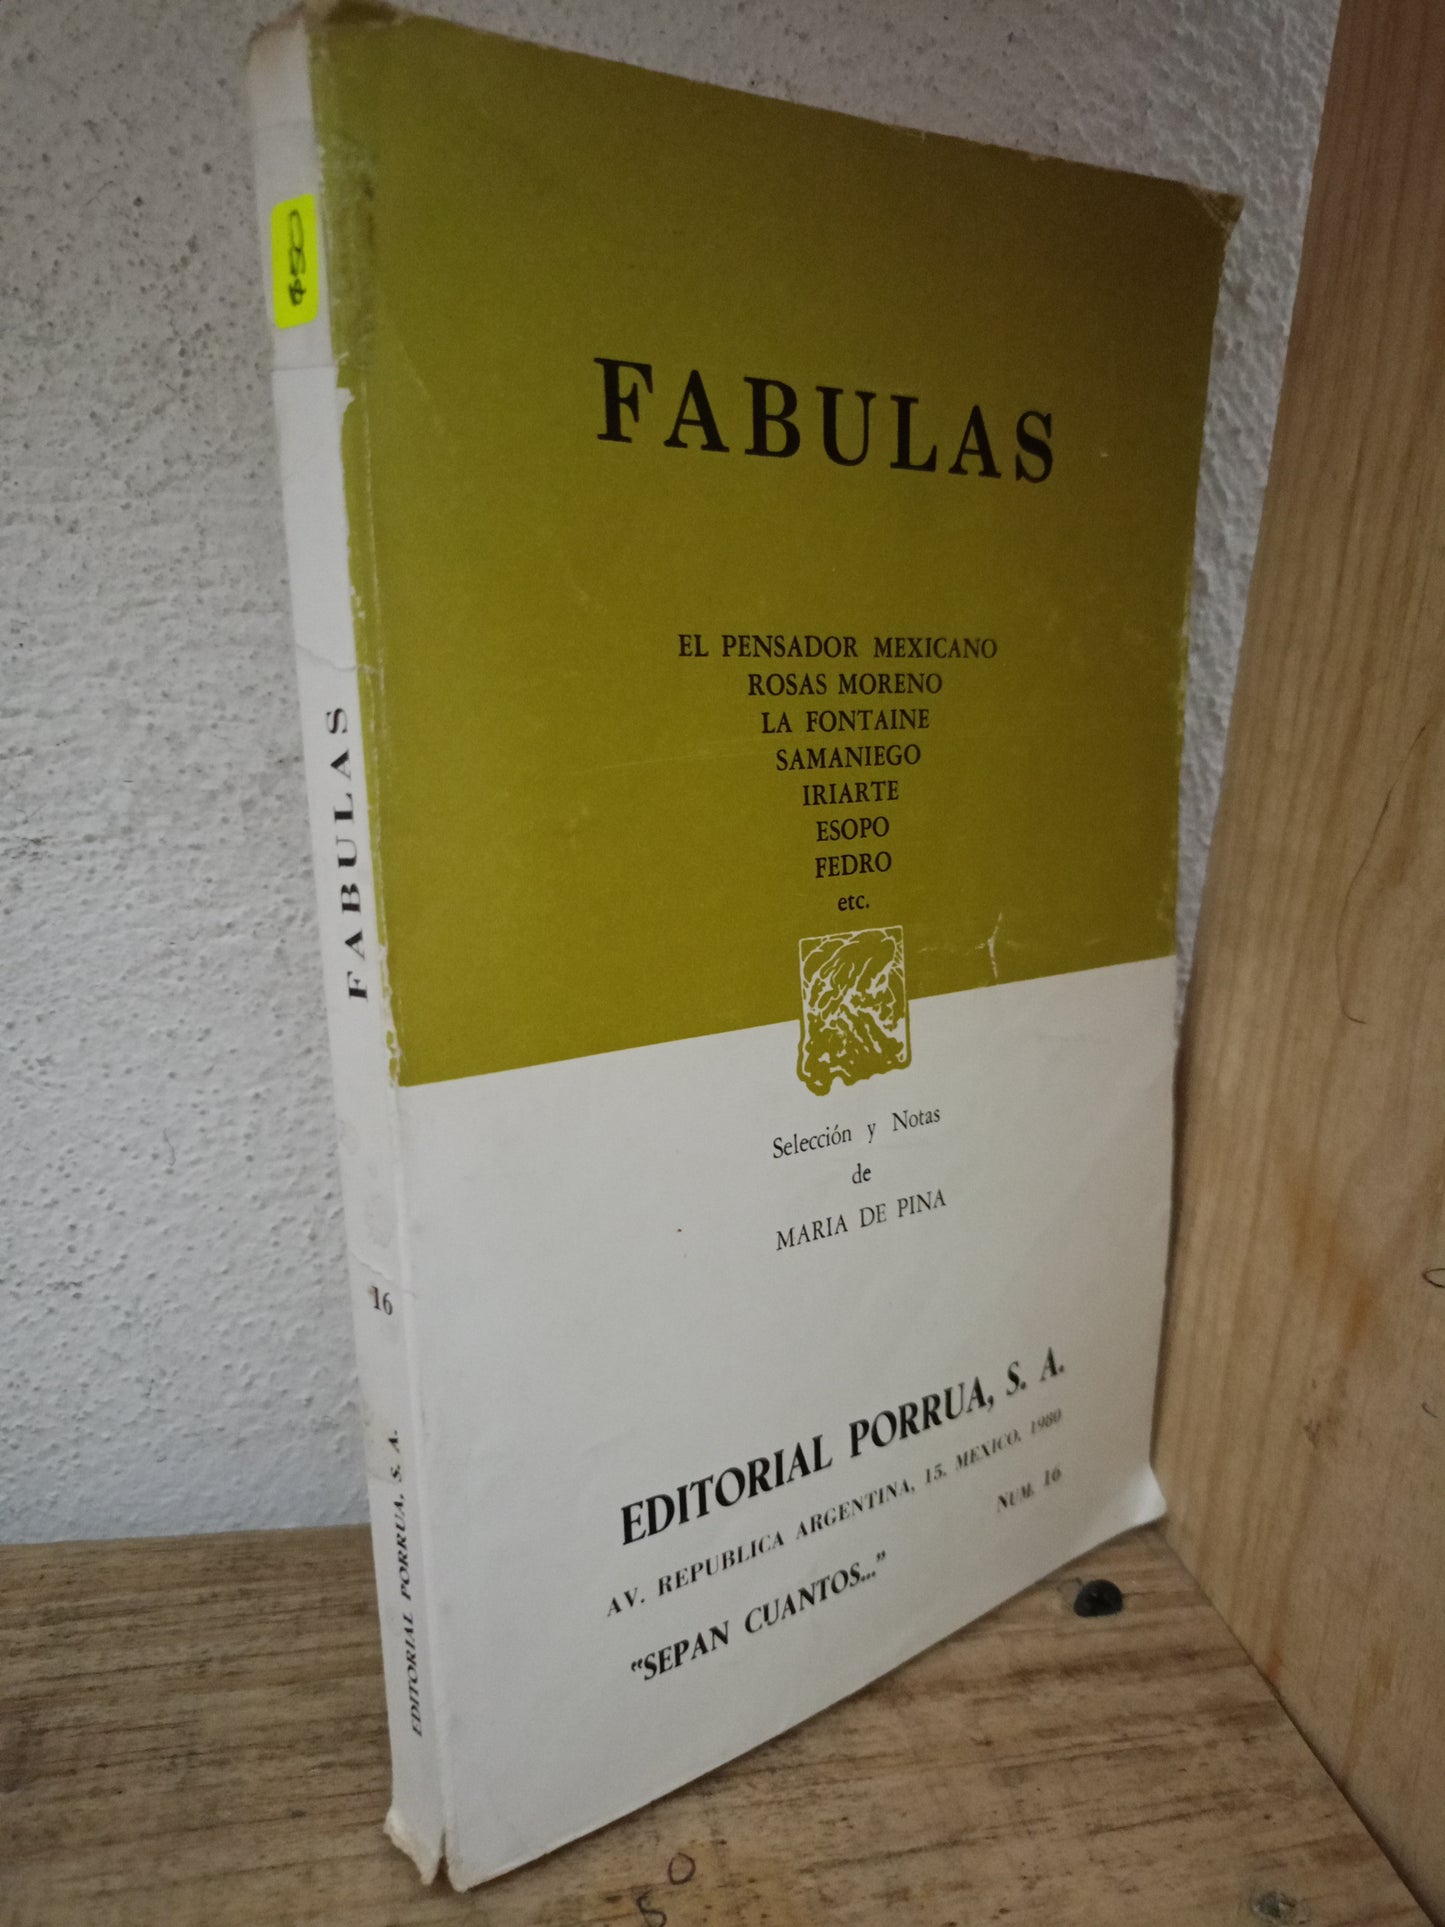 $80
FABULAS
16
EDITORIAL PORRUA, S. A.
FABULAS
EL PENSADOR MEXICANO
ROSAS MORENO
LA FONTAINE
SAMANIEGO
IRIARTE
ESOPO
FEDRO
etc.
Selección y Notas
de
MARIA DE PINA
EDITORIAL PORRUA, S. A.
AV. REPUBLICA ARGENTINA, 15. MEXICO, 1980
"SEPAN CUANTOS..." NUM. 16